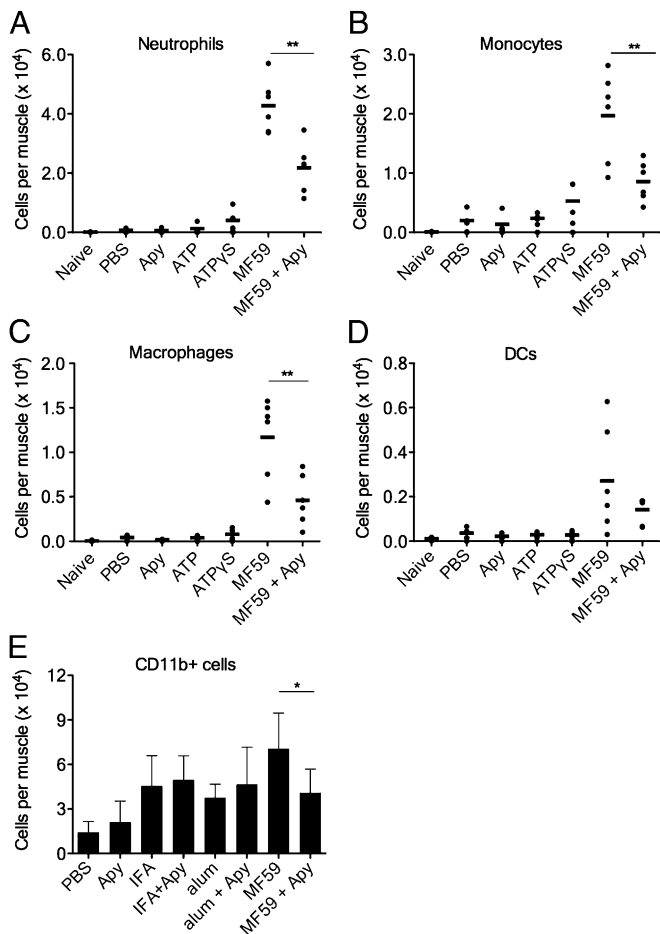 A
Neutrophils
Cells per muscle (x 10⁴)
6.0
**
4.0
2.0
0.0
Naive
PBS
Apy
ATP
ATPγS
MF59
MF59 + Apy
B
Monocytes
Cells per muscle (x 10⁴)
3.0
**
2.0
1.0
0.0
Naive
PBS
Apy
ATP
ATPγS
MF59
MF59 + Apy
C
Macrophages
Cells per muscle (x 10⁴)
2.0
**
1.5
1.0
0.5
0.0
Naive
PBS
Apy
ATP
ATPγS
MF59
MF59 + Apy
D
DCs
Cells per muscle (x 10⁴)
0.8
0.6
0.4
0.2
0.0
Naive
PBS
Apy
ATP
ATPγS
MF59
MF59 + Apy
E
CD11b+ cells
Cells per muscle (x 10⁴)
12
*
9
6
3
0
PBS
Apy
IFA
IFA+Apy
alum
alum + Apy
MF59
MF59 + Apy